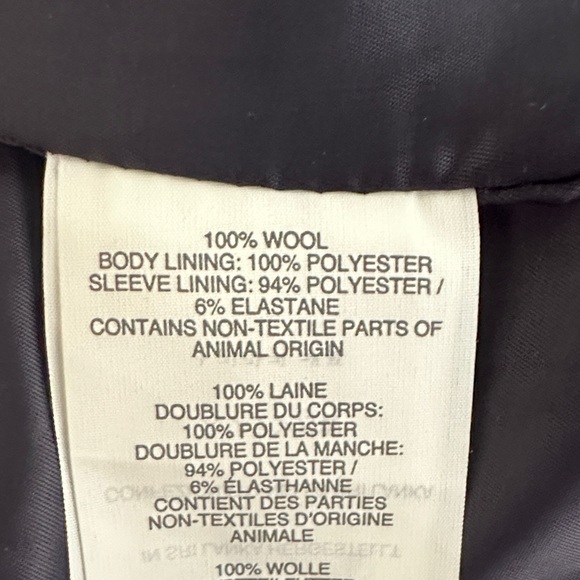 100% WOOL
BODY LINING: 100% POLYESTER
SLEEVE LINING: 94% POLYESTER /
6% ELASTANE
CONTAINS NON-TEXTILE PARTS OF
ANIMAL ORIGIN
100% LAINE
DOUBLURE DU CORPS:
100% POLYESTER
DOUBLURE DE LA MANCHE:
94% POLYESTER /
6% ÉLASTHANNE
CONTIENT DES PARTIES
NON-TEXTILES D'ORIGINE
ANIMALE
100% WOLLE